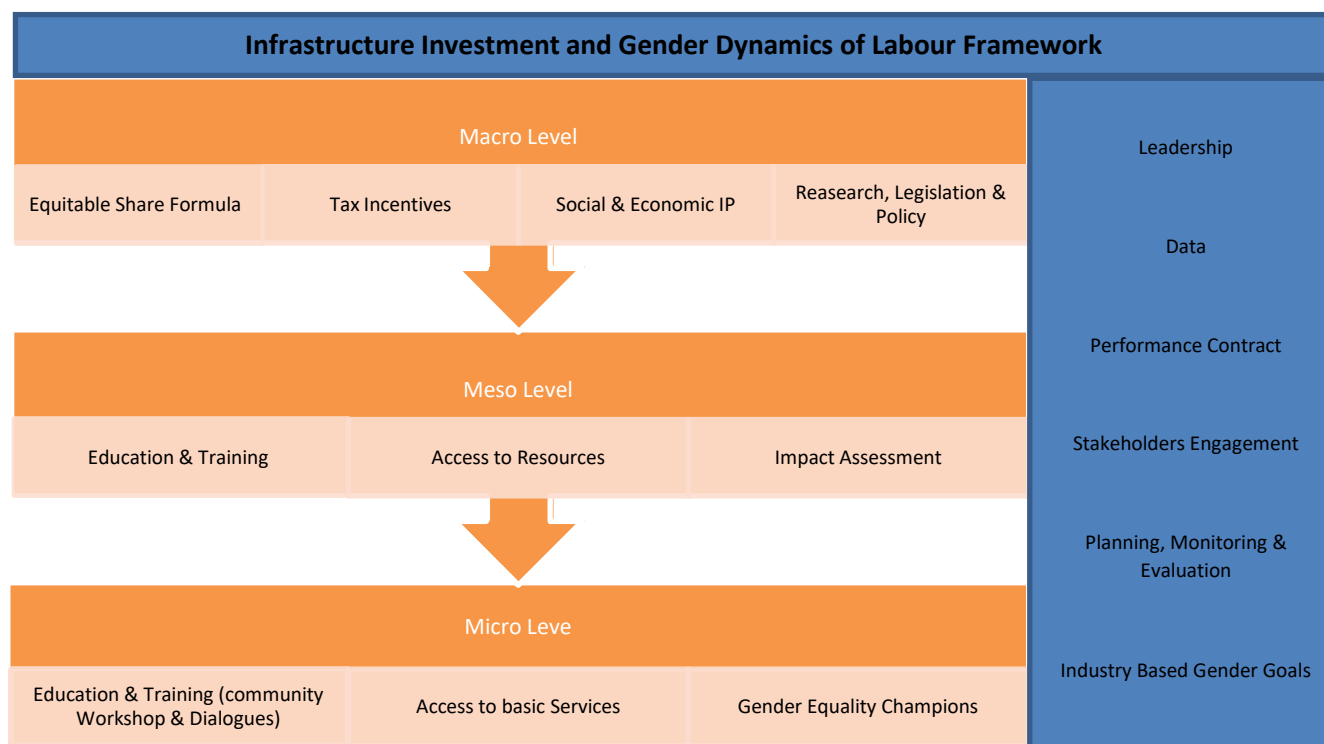 Infrastructure Investment and Gender Dynamics of Labour Framework
Macro Level
Equitable Share Formula
Tax Incentives
Social & Economic IP
Reasearch, Legislation &
Policy
Meso Level
Education & Training
Access to Resources
Impact Assessment
Micro Leve
Education & Training (community
Workshop & Dialogues)
Access to basic Services
Gender Equality Champions
Leadership
Data
Performance Contract
Stakeholders Engagement
Planning, Monitoring &
Evaluation
Industry Based Gender Goals